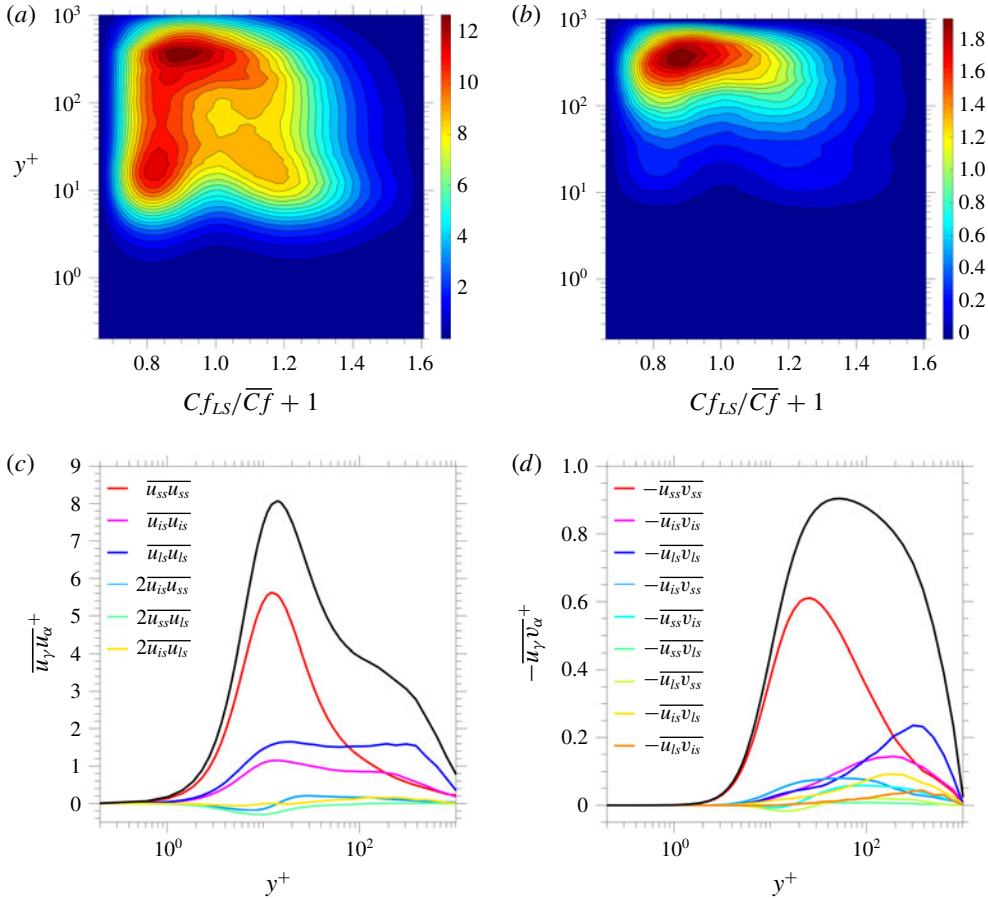 (a)
10³
10²
10¹
10⁰
y⁺
0.8 1.0 1.2 1.4 1.6
Cf_LS/\overline{Cf} + 1
12
10
8
6
4
2
(b)
10³
10²
10¹
10⁰
0.8 1.0 1.2 1.4 1.6
Cf_LS/\overline{Cf} + 1
1.8
1.6
1.4
1.2
1.0
0.8
0.6
0.4
0.2
0
(c)
9
8
7
6
5
4
3
2
1
0
\overline{u_γ u_α}⁺
\overline{u_{ss}u_{ss}}
\overline{u_{is}u_{is}}
\overline{u_{ls}u_{ls}}
2\overline{u_{is}u_{ss}}
2\overline{u_{ss}u_{ls}}
2\overline{u_{is}u_{ls}}
10⁰ 10²
y⁺
(d)
1.0
0.8
0.6
0.4
0.2
0
−\overline{u_γ v_α}⁺
−\overline{u_{ss}v_{ss}}
−\overline{u_{is}v_{is}}
−\overline{u_{ls}v_{ls}}
−\overline{u_{is}v_{ss}}
−\overline{u_{ss}v_{is}}
−\overline{u_{ss}v_{ls}}
−\overline{u_{ls}v_{ss}}
−\overline{u_{is}v_{ls}}
−\overline{u_{ls}v_{is}}
10⁰ 10²
y⁺